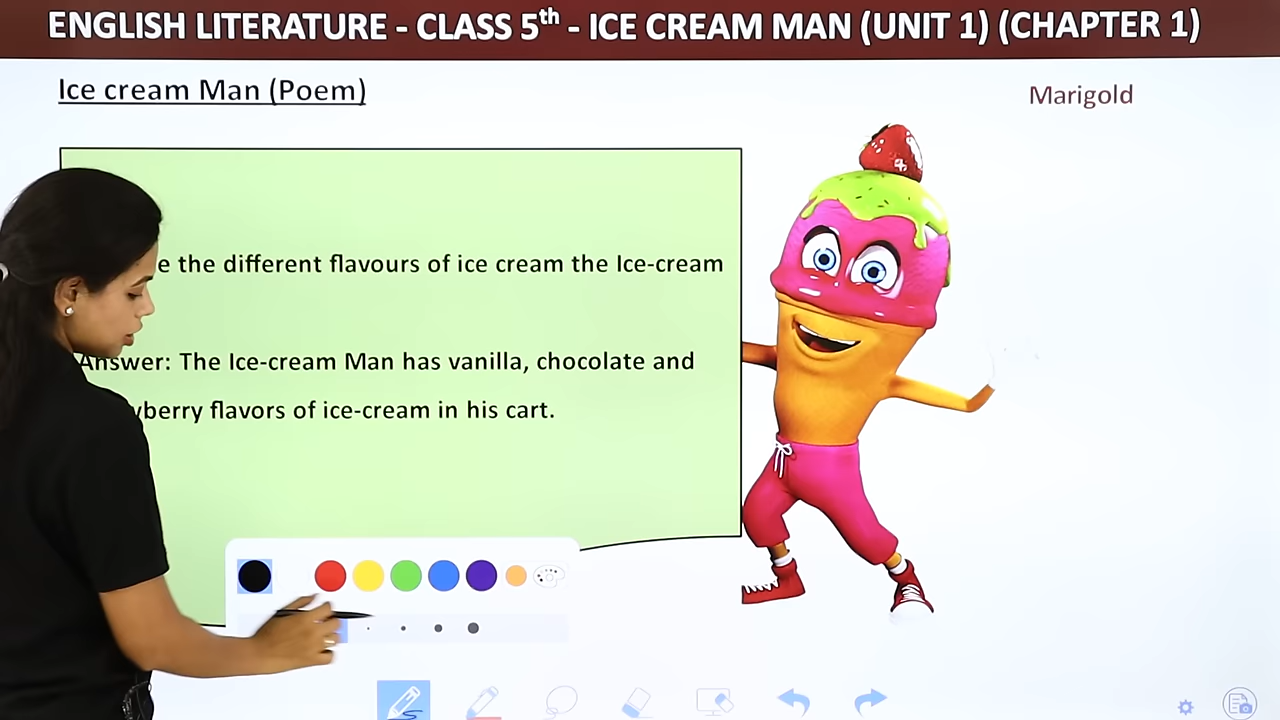 ENGLISH LITERATURE - CLASS 5th - ICE CREAM MAN (UNIT 1) (CHAPTER 1)
Ice cream Man (Poem)
Marigold
the different flavours of ice cream the Ice-cream
Answer: The Ice-cream Man has vanilla, chocolate and
flavors of ice-cream in his cart.